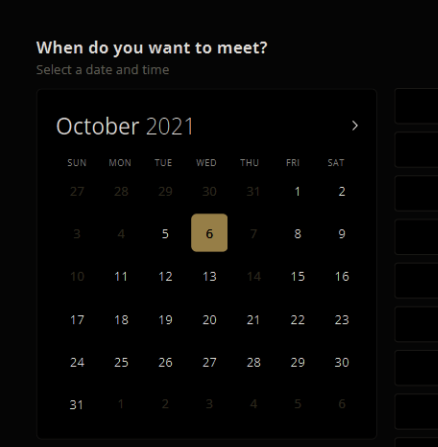 When do you want to meet?
Select a date and time
October 2021 >
SUN MON TUE WED THU FRI SAT
27 28 29 30 31 1 2
3 4 5 6 7 8 9
10 11 12 13 14 15 16
17 18 19 20 21 22 23
24 25 26 27 28 29 30
31 1 2 3 4 5 6